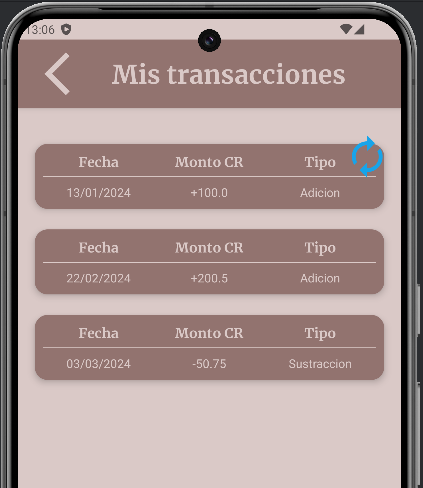 13:06
Mis transacciones
Fecha Monto CR Tipo
13/01/2024 +100.0 Adicion
Fecha Monto CR Tipo
22/02/2024 +200.5 Adicion
Fecha Monto CR Tipo
03/03/2024 -50.75 Sustraccion